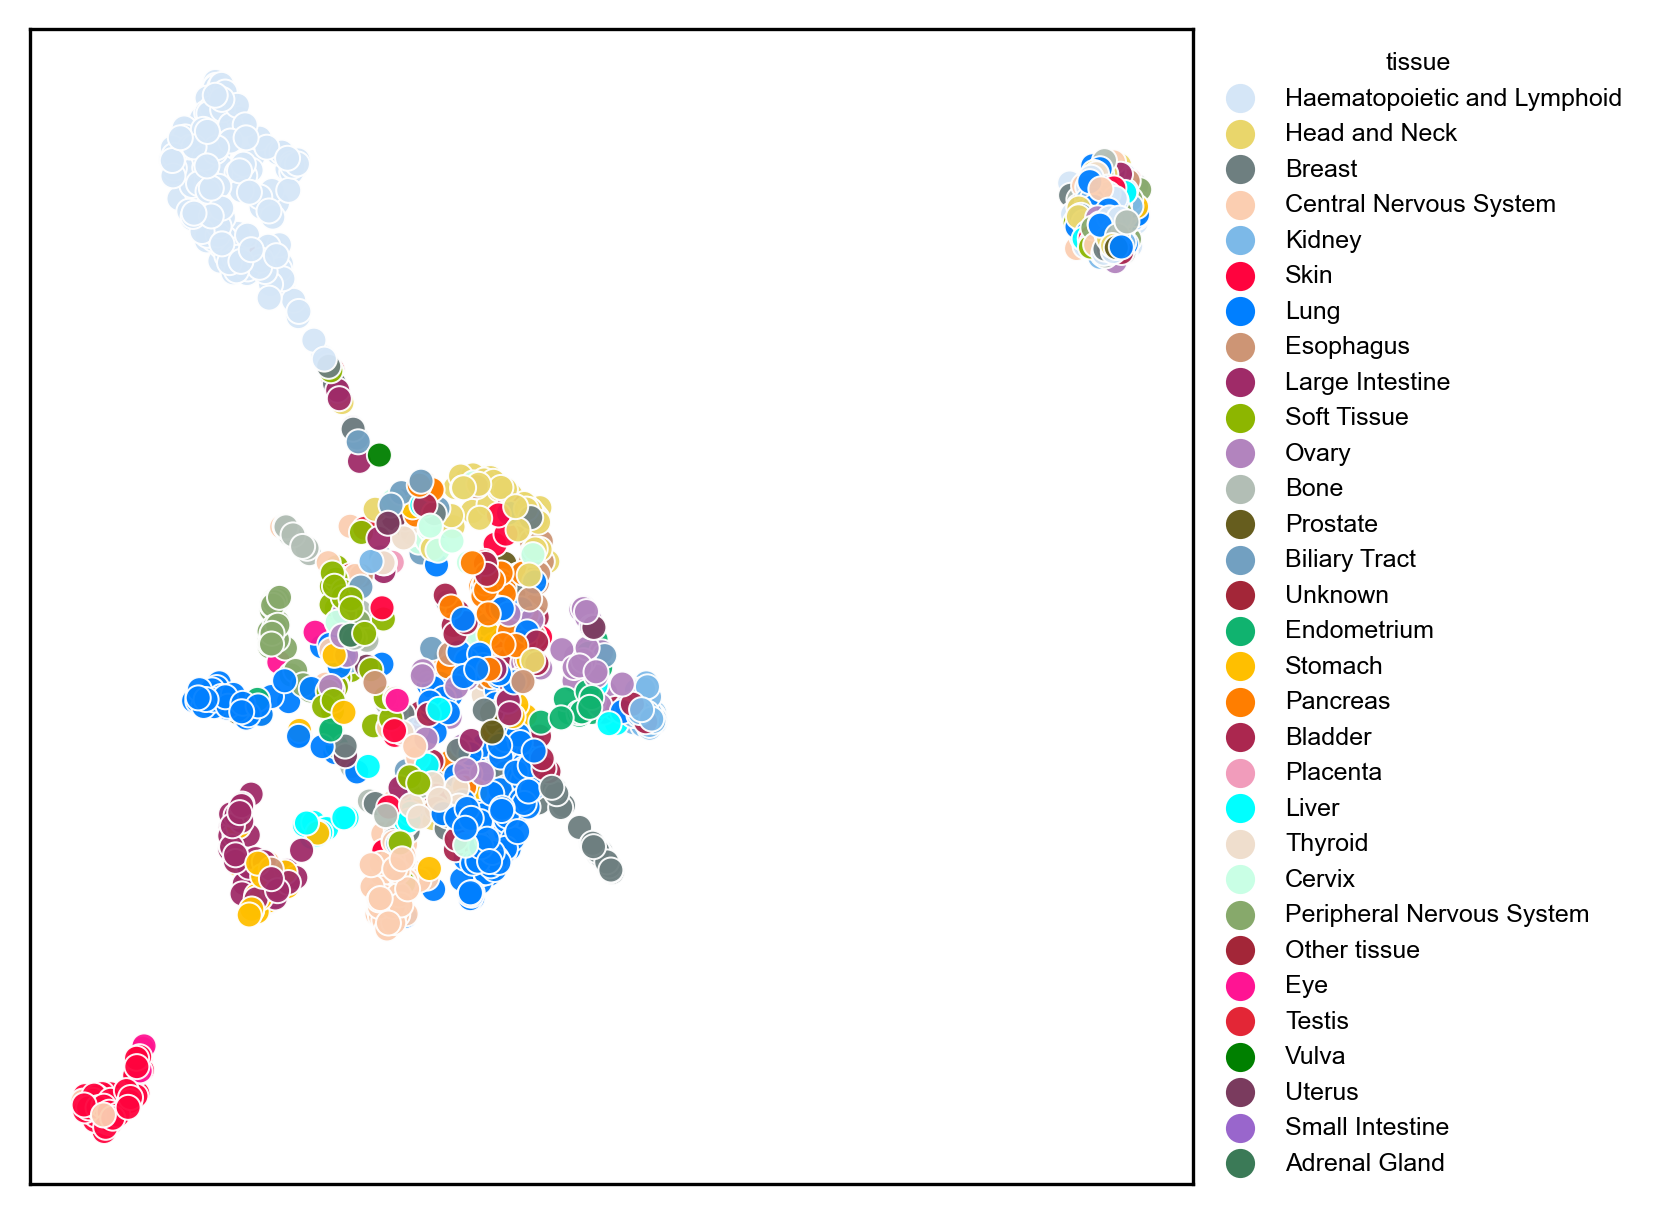 tissue
Haematopoietic and Lymphoid
Head and Neck
Breast
Central Nervous System
Kidney
Skin
Lung
Esophagus
Large Intestine
Soft Tissue
Ovary
Bone
Prostate
Biliary Tract
Unknown
Endometrium
Stomach
Pancreas
Bladder
Placenta
Liver
Thyroid
Cervix
Peripheral Nervous System
Other tissue
Eye
Testis
Vulva
Uterus
Small Intestine
Adrenal Gland